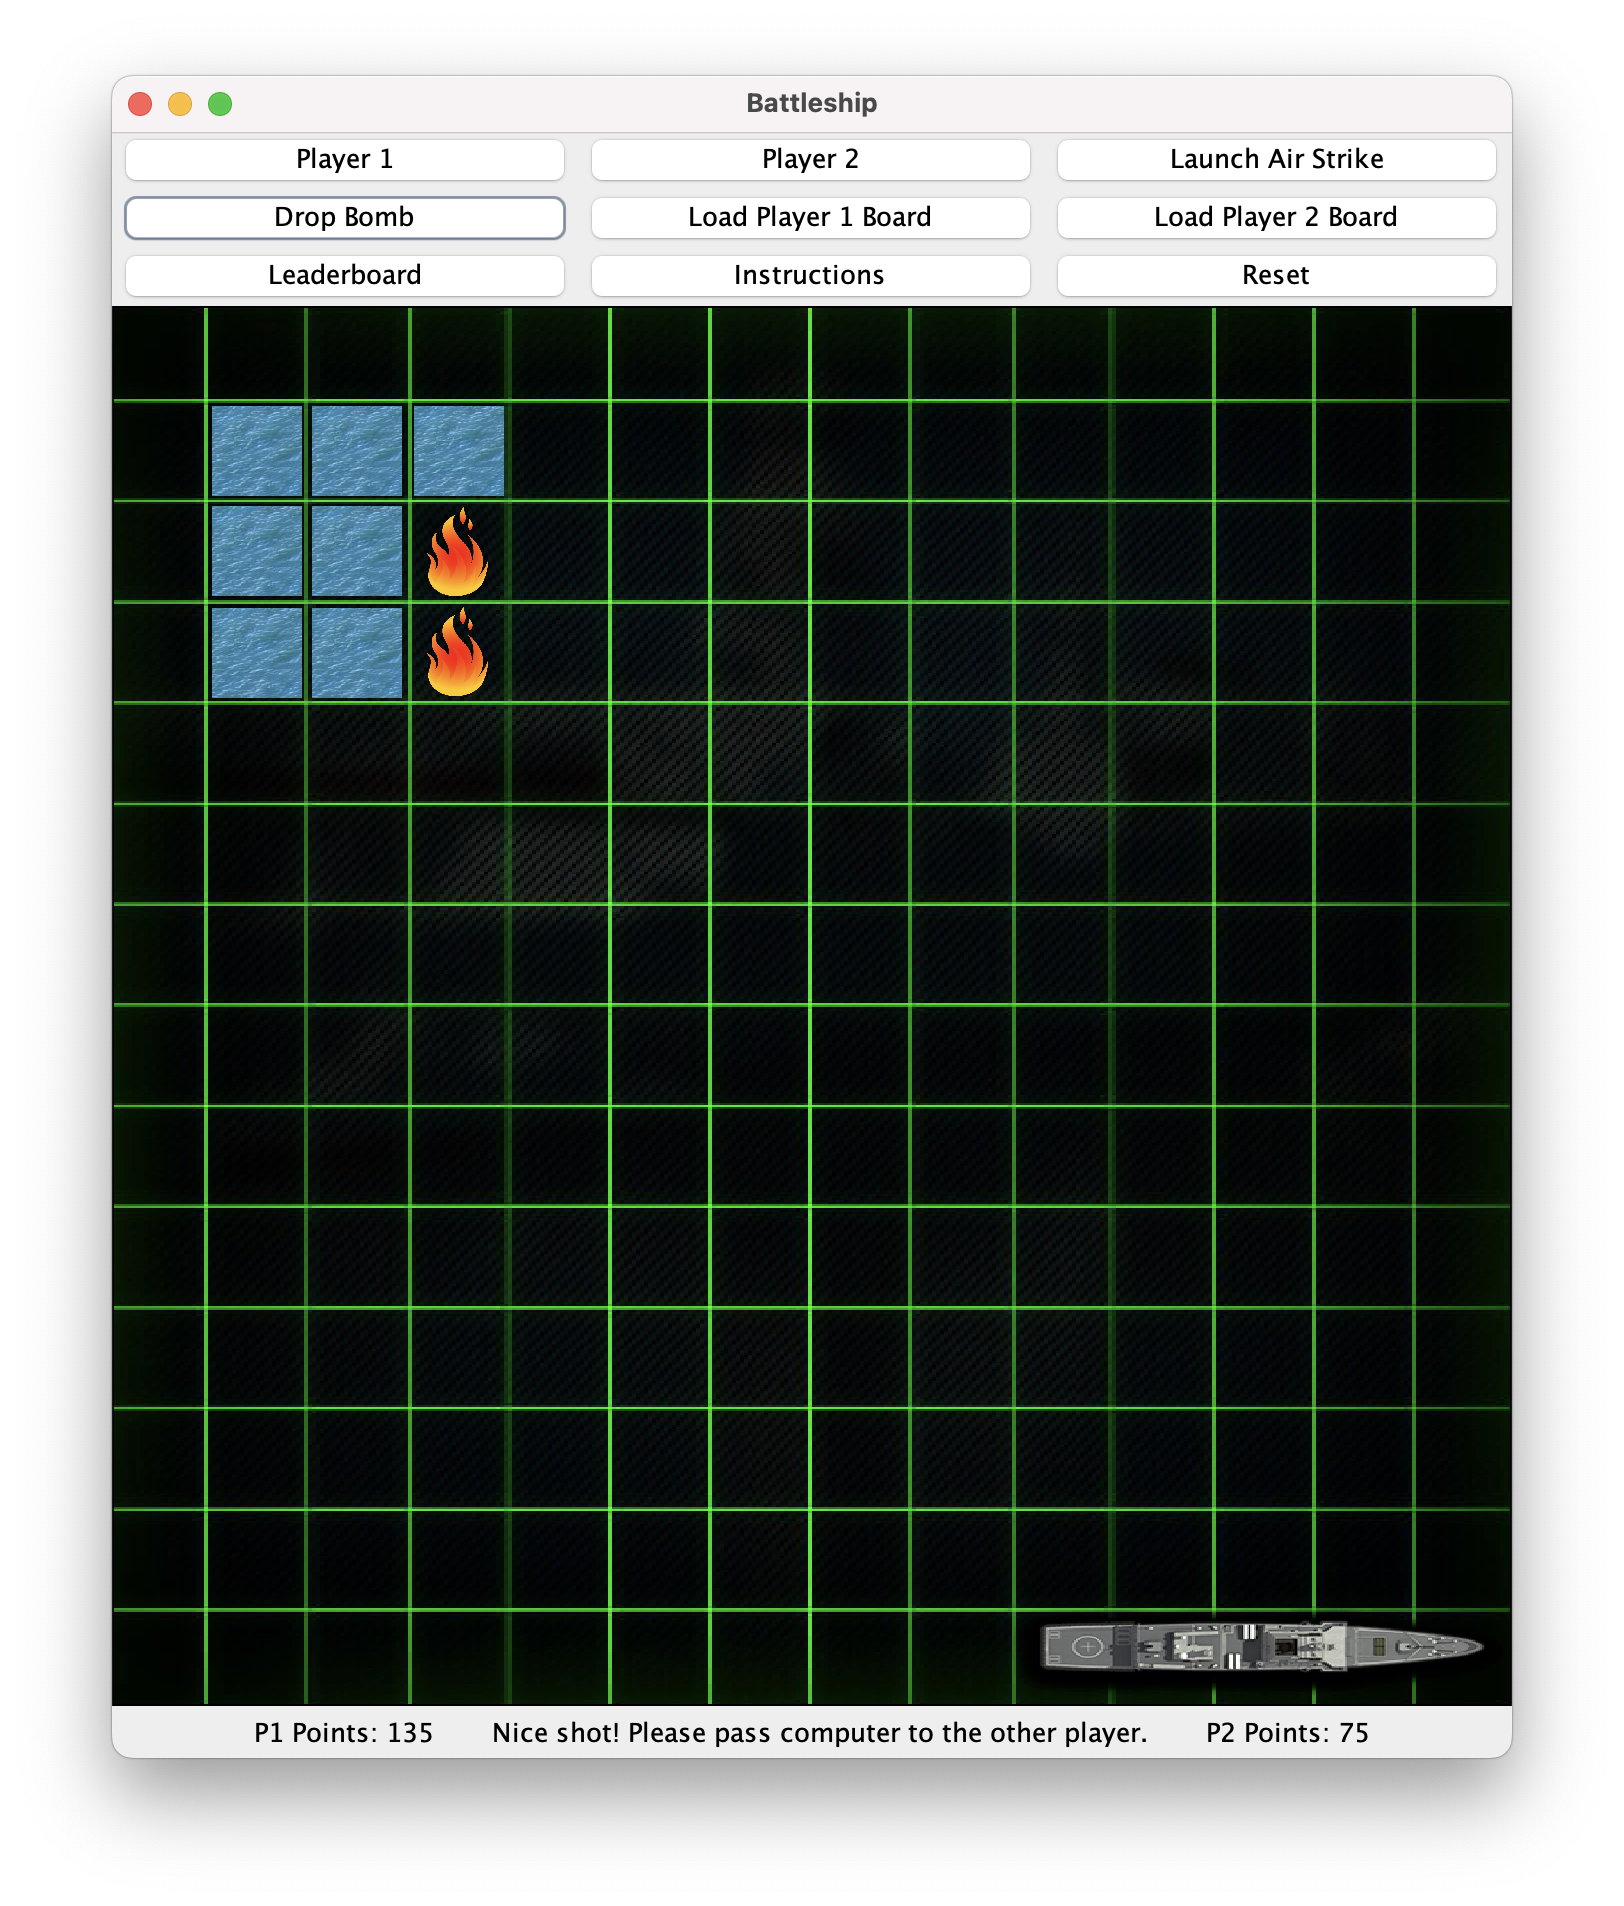 Battleship
Player 1
Player 2
Launch Air Strike
Drop Bomb
Load Player 1 Board
Load Player 2 Board
Leaderboard
Instructions
Reset
P1 Points: 135
Nice shot! Please pass computer to the other player.
P2 Points: 75